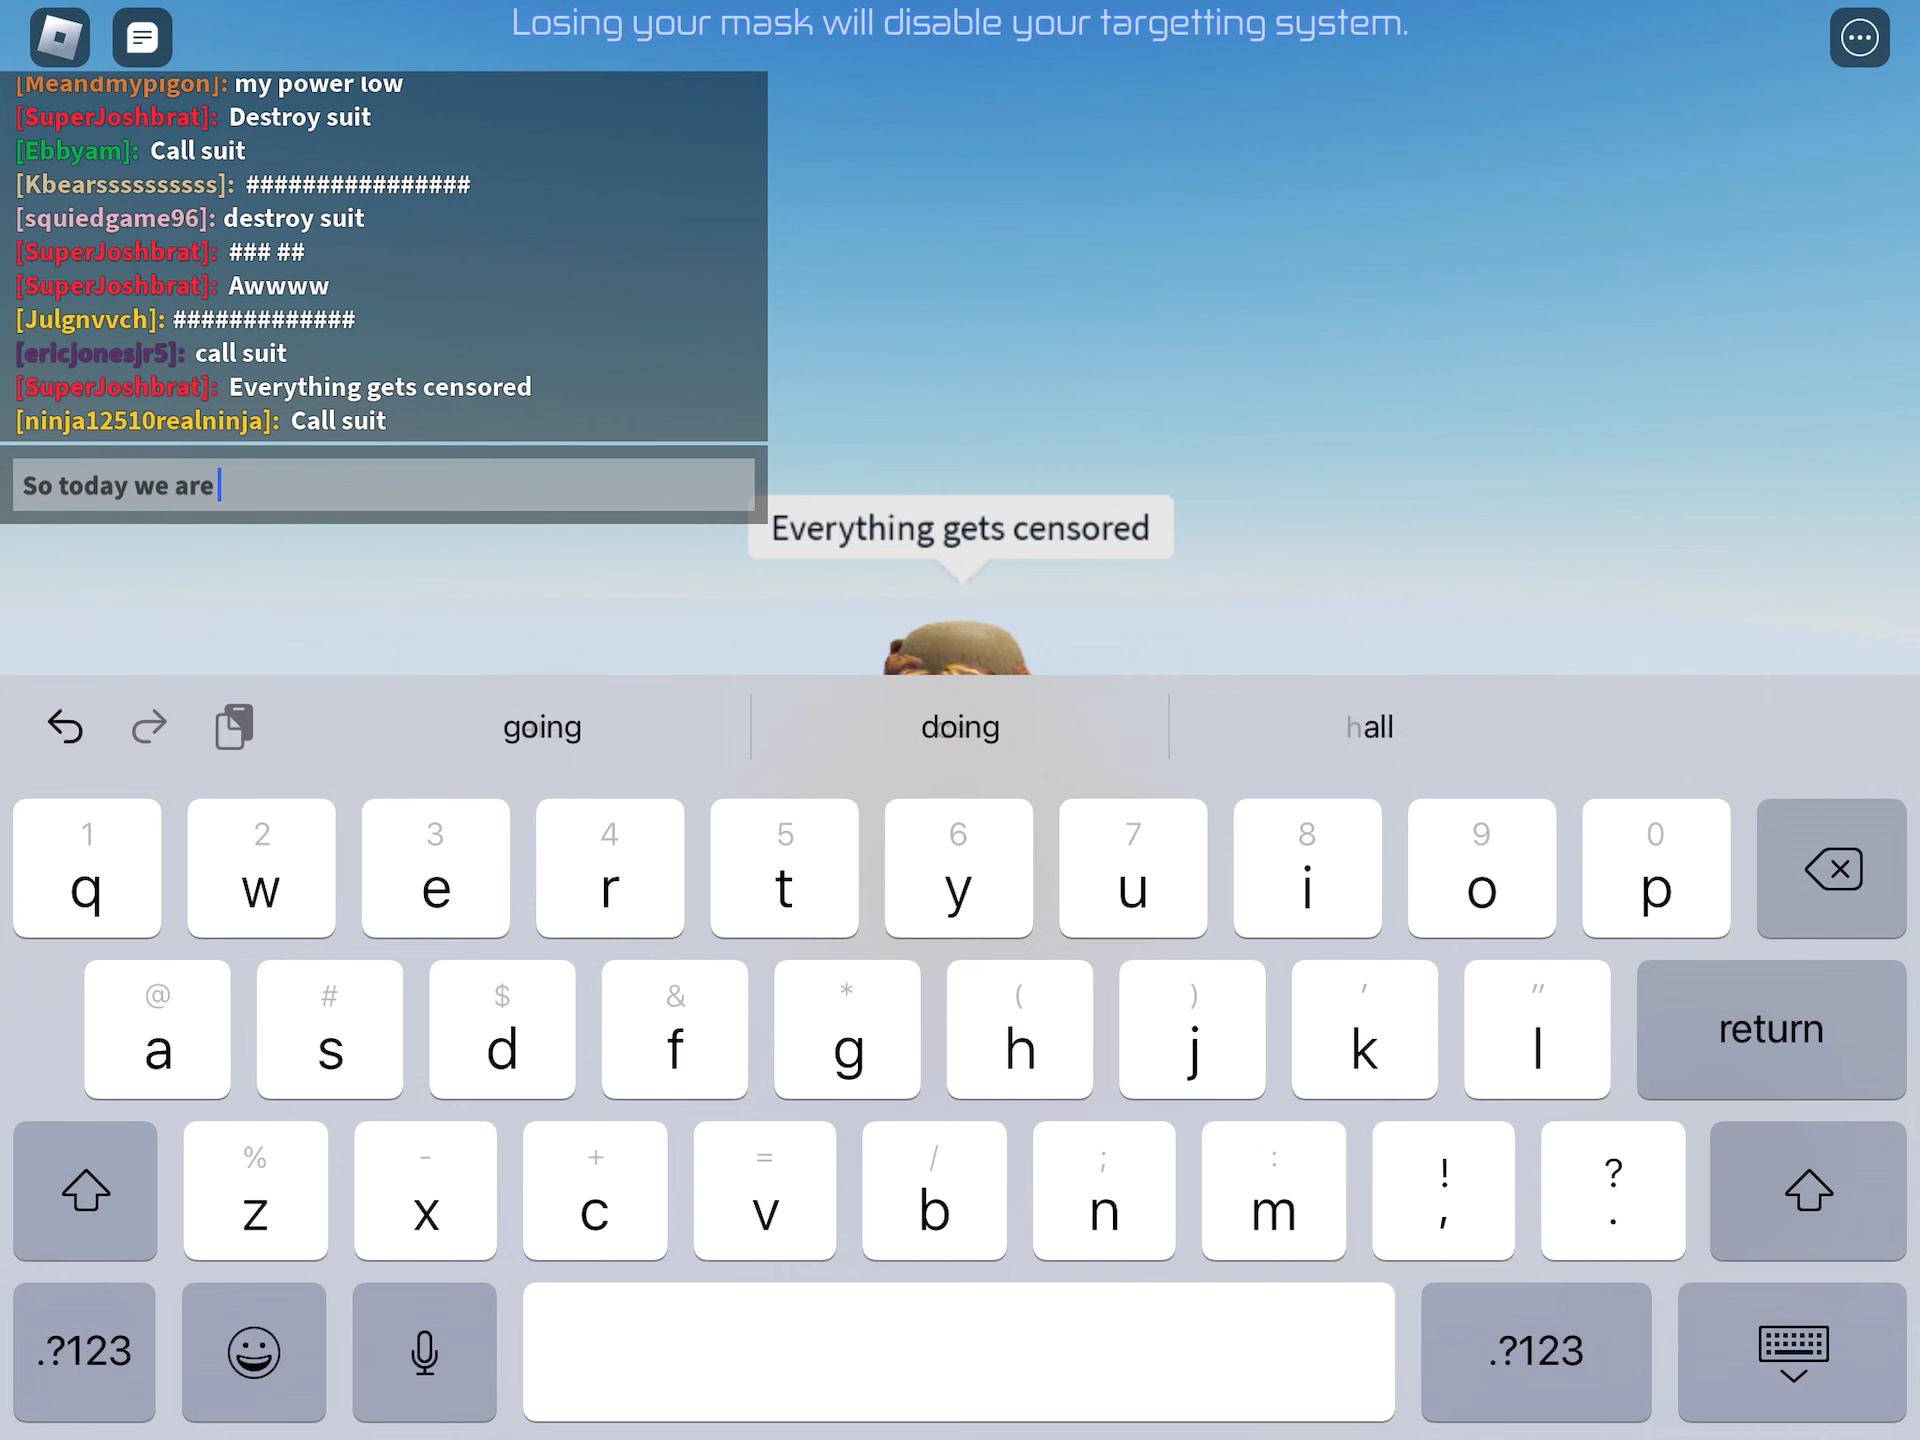 Losing your mask will disable your targetting system.
[Meandmypigon]: my power low
[SuperJoshbrat]: Destroy suit
[Ebbyam]: Call suit
[Kbearssssssssss]: ################
[squiedgame96]: destroy suit
[SuperJoshbrat]: ### ##
[SuperJoshbrat]: Awwww
[Julgnvvch]: #############
[ericjonesjr5]: call suit
[SuperJoshbrat]: Everything gets censored
[ninja12510realninja]: Call suit
So today we are
Everything gets censored
going doing hall
1 2 3 4 5 6 7 8 9 0
q w e r t y u i o p
@ # $ & * ( ) ' "
a s d f g h j k l return
% - + = / ; : ! ?
z x c v b n m , .
.?123 .?123